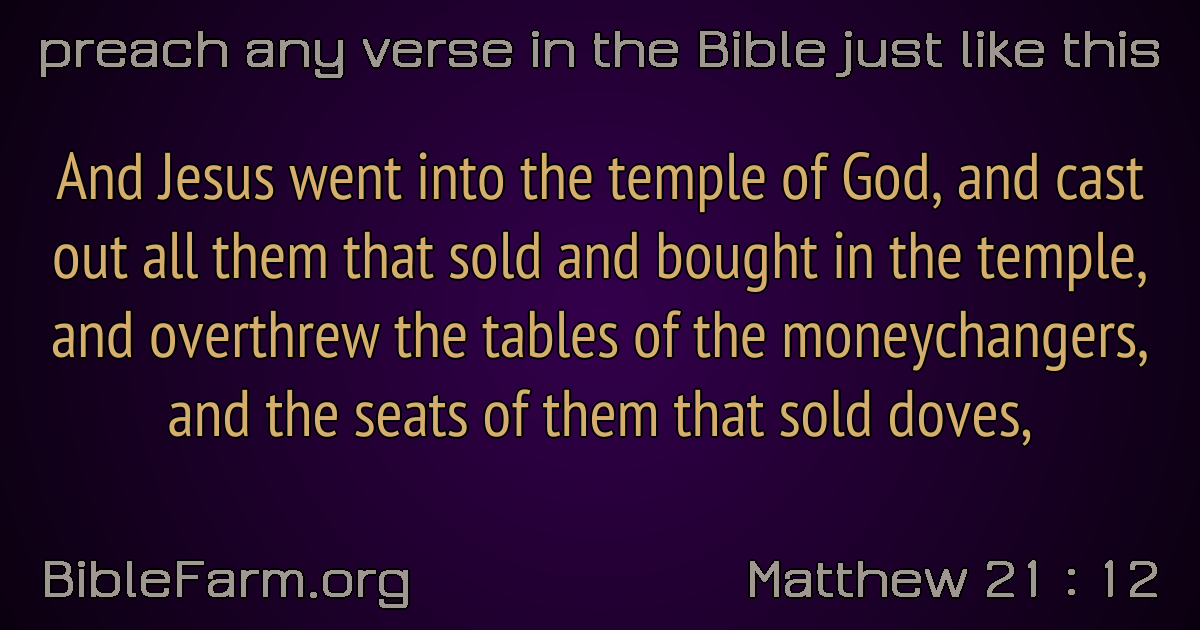 preach any verse in the Bible just like this
And Jesus went into the temple of God, and cast
out all them that sold and bought in the temple,
and overthrew the tables of the moneychangers,
and the seats of them that sold doves,
BibleFarm.org
Matthew 21 : 12